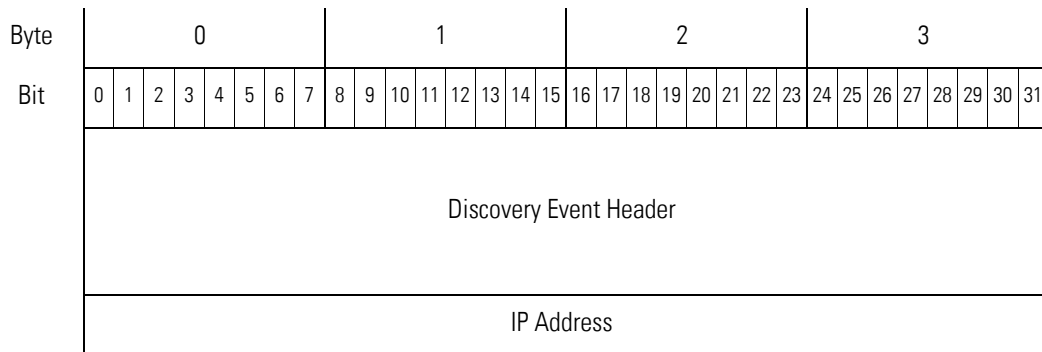 Byte 0 1 2 3
Bit 0 1 2 3 4 5 6 7 8 9 10 11 12 13 14 15 16 17 18 19 20 21 22 23 24 25 26 27 28 29 30 31
Discovery Event Header
IP Address